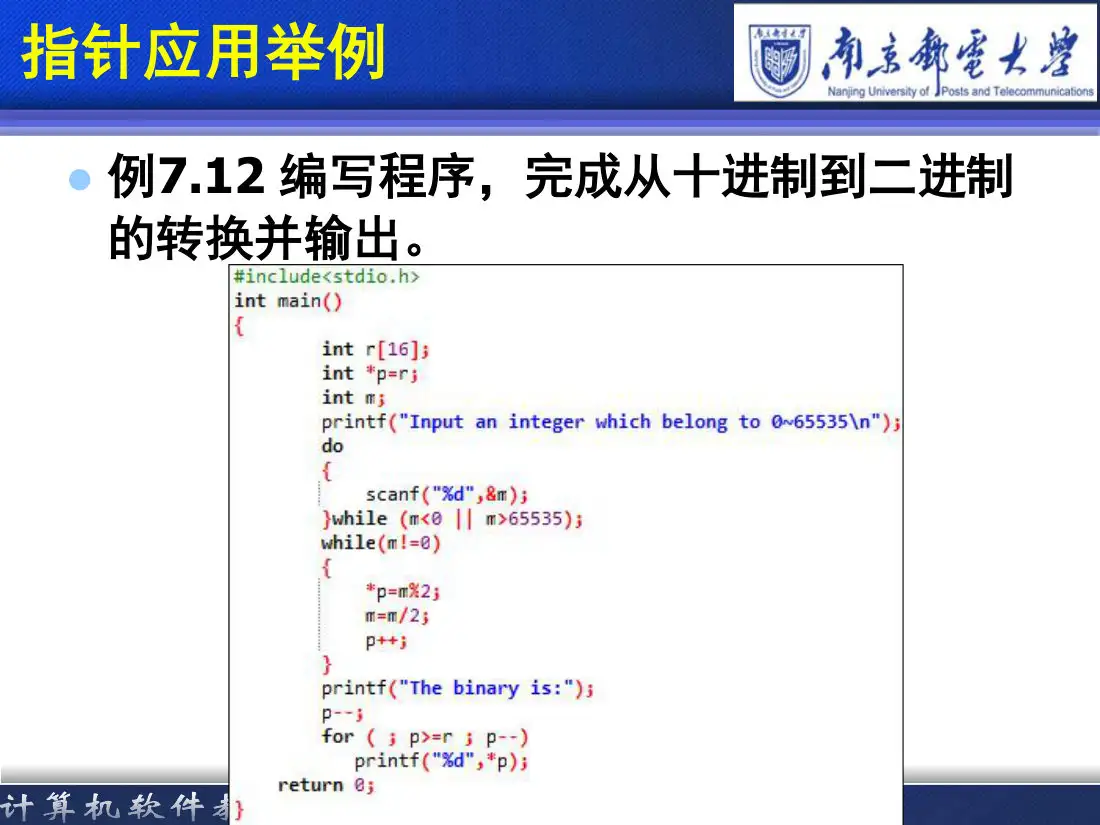 指针应用举例
南京郵電大學
Nanjing University of Posts and Telecommunications
例7.12 编写程序，完成从十进制到二进制
的转换并输出。
#include<stdio.h>
int main()
{
int r[16];
int *p=r;
int m;
printf("Input an integer which belong to 0~65535\n");
do
{
scanf("%d",&m);
}while (m<0 || m>65535);
while(m!=0)
{
*p=m%2;
m=m/2;
p++;
}
printf("The binary is:");
p--;
for ( ; p>=r ; p--)
printf("%d",*p);
return 0;
}
计算机软件教